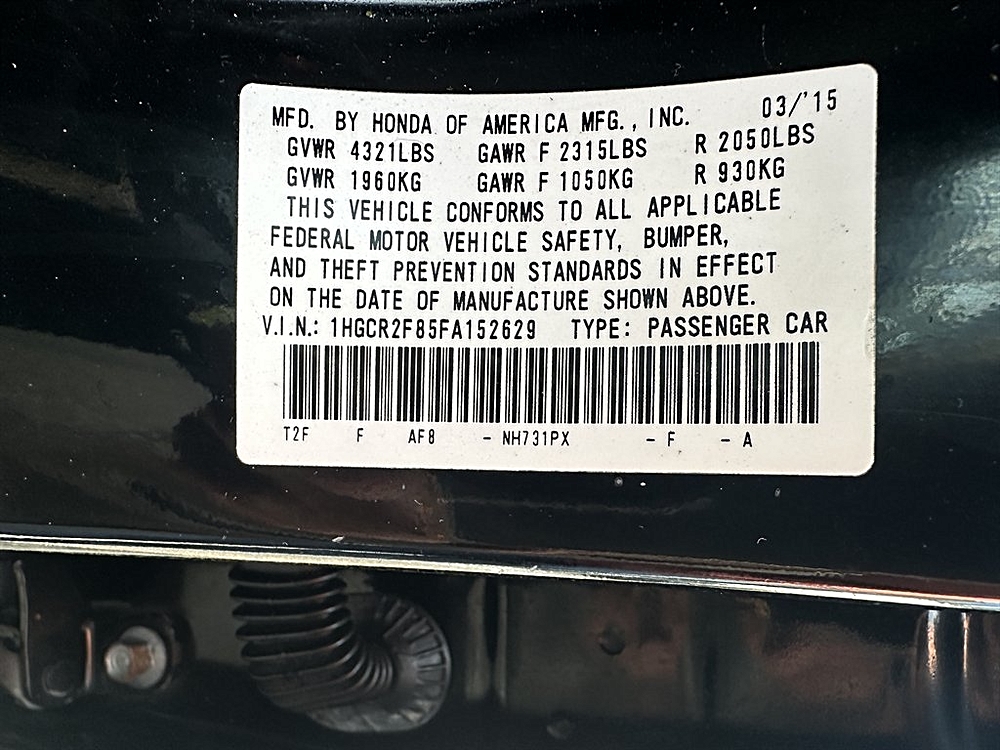 MFD. BY HONDA OF AMERICA MFG., INC. 03/'15
GVWR 4321LBS GAWR F 2315LBS R 2050LBS
GVWR 1960KG GAWR F 1050KG R 930KG
THIS VEHICLE CONFORMS TO ALL APPLICABLE
FEDERAL MOTOR VEHICLE SAFETY, BUMPER,
AND THEFT PREVENTION STANDARDS IN EFFECT
ON THE DATE OF MANUFACTURE SHOWN ABOVE.
V.I.N.: 1HGCR2F85FA152629 TYPE: PASSENGER CAR
T2F F AF8 - NH731PX - F - A